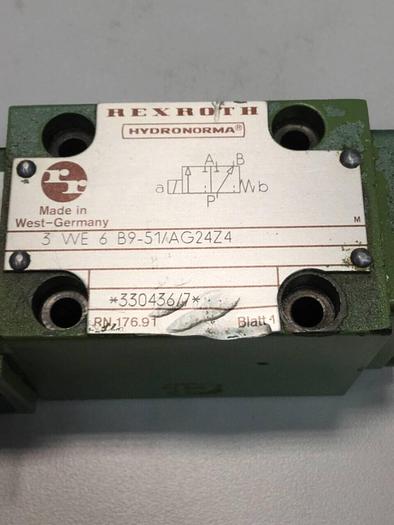 REXROTH
HYDRONORMA®
A B
a b
P
Made in
West-Germany
M
3 WE 6 B9-51/AG24Z4
*330436/7*
RN 176.91 Blatt 1